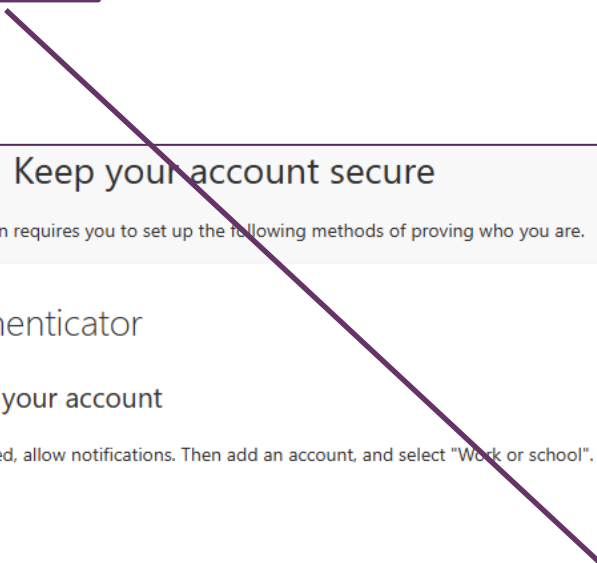 Keep your account secure
n requires you to set up the following methods of proving who you are.
enticator
your account
ed, allow notifications. Then add an account, and select "Work or school".